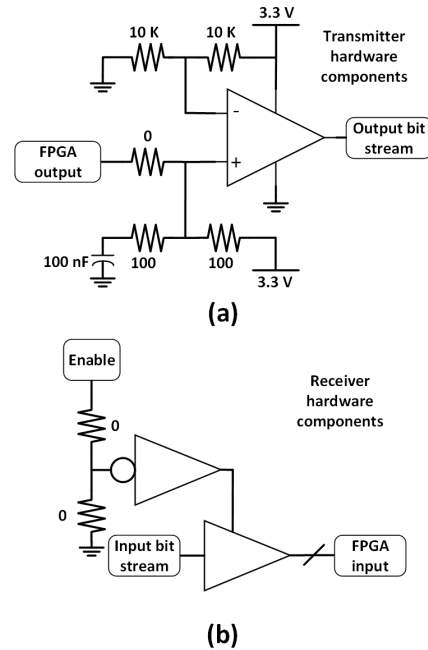 3.3 V
10 K
10 K
Transmitter
hardware
components
-
FPGA
output
0
+
Output bit
stream
100 nF
100
100
3.3 V
(a)
Enable
Receiver
hardware
components
0
0
Input bit
stream
FPGA
input
(b)